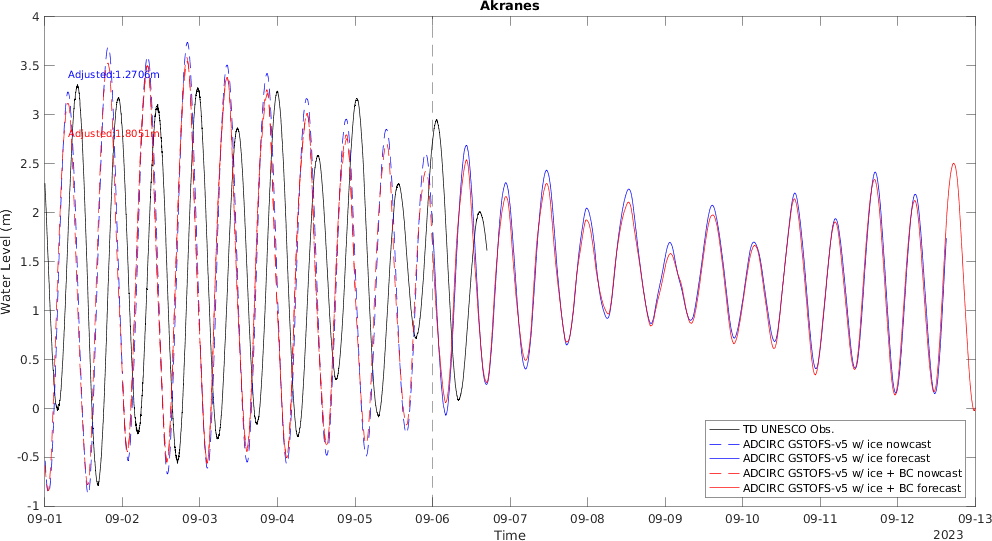 Akranes
Water Level (m)
4
3.5
3
2.5
2
1.5
1
0.5
0
-0.5
-1
Adjusted:1.2706m
Adjusted:1.8051m
TD UNESCO Obs.
ADCIRC GSTOFS-v5 w/ ice nowcast
ADCIRC GSTOFS-v5 w/ ice forecast
ADCIRC GSTOFS-v5 w/ ice + BC nowcast
ADCIRC GSTOFS-v5 w/ ice + BC forecast
09-01 09-02 09-03 09-04 09-05 09-06 09-07 09-08 09-09 09-10 09-11 09-12 09-13
Time
2023